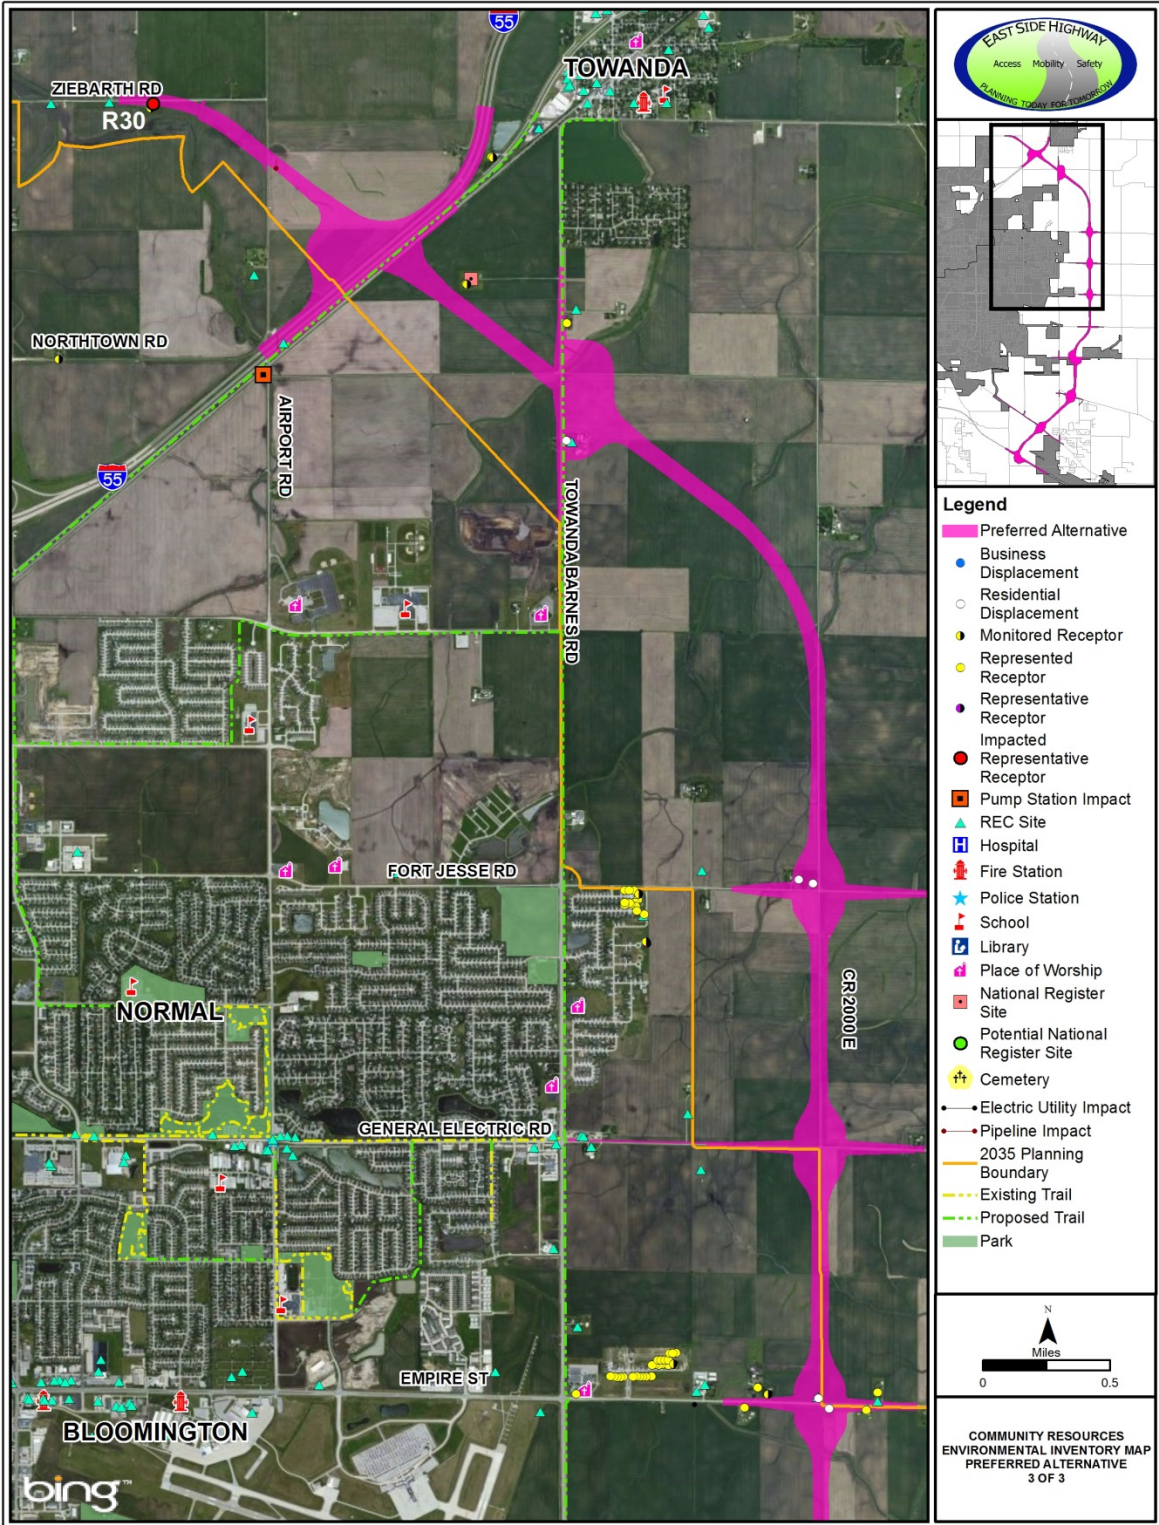 55
TOWANDA
ZIEBARTH RD
R30
NORTHTOWN RD
AIRPORT RD
55
TOWANDA BARNES RD
FORT JESSE RD
NORMAL
CR 2000 E
GENERAL ELECTRIC RD
EMPIRE ST
BLOOMINGTON
bing™
EAST SIDE HIGHWAY
Access Mobility Safety
PLANNING TODAY FOR TOMORROW
Legend
Preferred Alternative
Business
Displacement
Residential
Displacement
Monitored Receptor
Represented
Receptor
Representative
Receptor
Impacted
Representative
Receptor
Pump Station Impact
REC Site
H Hospital
Fire Station
Police Station
School
Library
Place of Worship
National Register
Site
Potential National
Register Site
Cemetery
Electric Utility Impact
Pipeline Impact
2035 Planning
Boundary
Existing Trail
Proposed Trail
Park
N
Miles
0 0.5
COMMUNITY RESOURCES
ENVIRONMENTAL INVENTORY MAP
PREFERRED ALTERNATIVE
3 OF 3